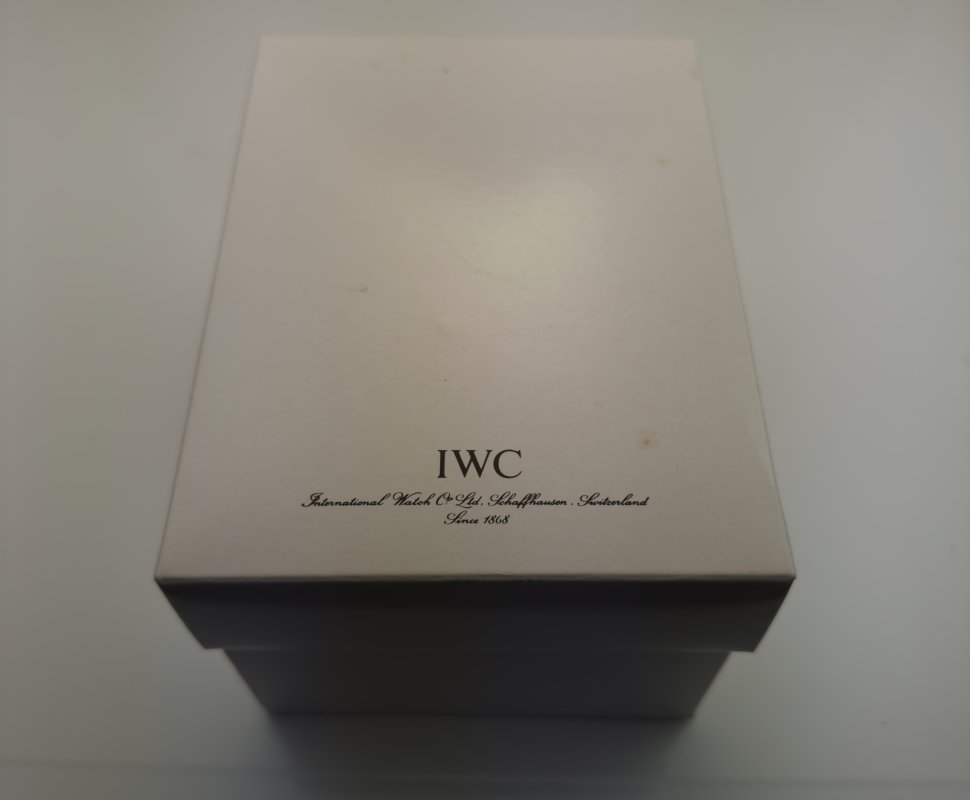 IWC
International Watch Co Ltd. Schaffhausen. Switzerland
Since 1868